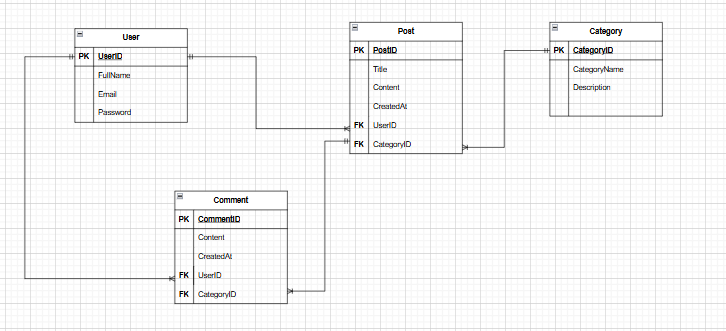 User
PK UserID
FullName
Email
Password
Post
PK PostID
Title
Content
CreatedAt
FK UserID
FK CategoryID
Category
PK CategoryID
CategoryName
Description
Comment
PK CommentID
Content
CreatedAt
FK UserID
FK CategoryID